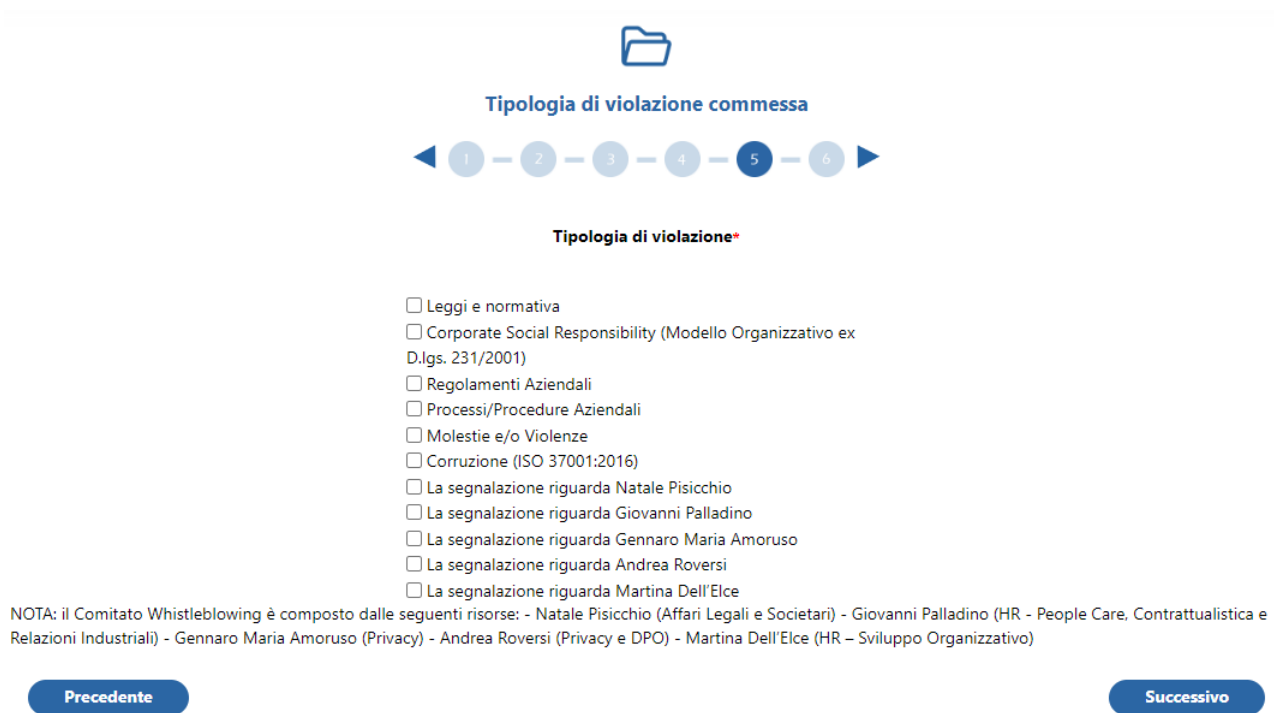 Tipologia di violazione commessa
1 2 3 4 5 6
Tipologia di violazione*
Leggi e normativa
Corporate Social Responsibility (Modello Organizzativo ex
D.lgs. 231/2001)
Regolamenti Aziendali
Processi/Procedure Aziendali
Molestie e/o Violenze
Corruzione (ISO 37001:2016)
La segnalazione riguarda Natale Pisicchio
La segnalazione riguarda Giovanni Palladino
La segnalazione riguarda Gennaro Maria Amoruso
La segnalazione riguarda Andrea Roversi
La segnalazione riguarda Martina Dell’Elce
NOTA: il Comitato Whistleblowing è composto dalle seguenti risorse: - Natale Pisicchio (Affari Legali e Societari) - Giovanni Palladino (HR - People Care, Contrattualistica e
Relazioni Industriali) - Gennaro Maria Amoruso (Privacy) - Andrea Roversi (Privacy e DPO) - Martina Dell’Elce (HR – Sviluppo Organizzativo)
Precedente
Successivo